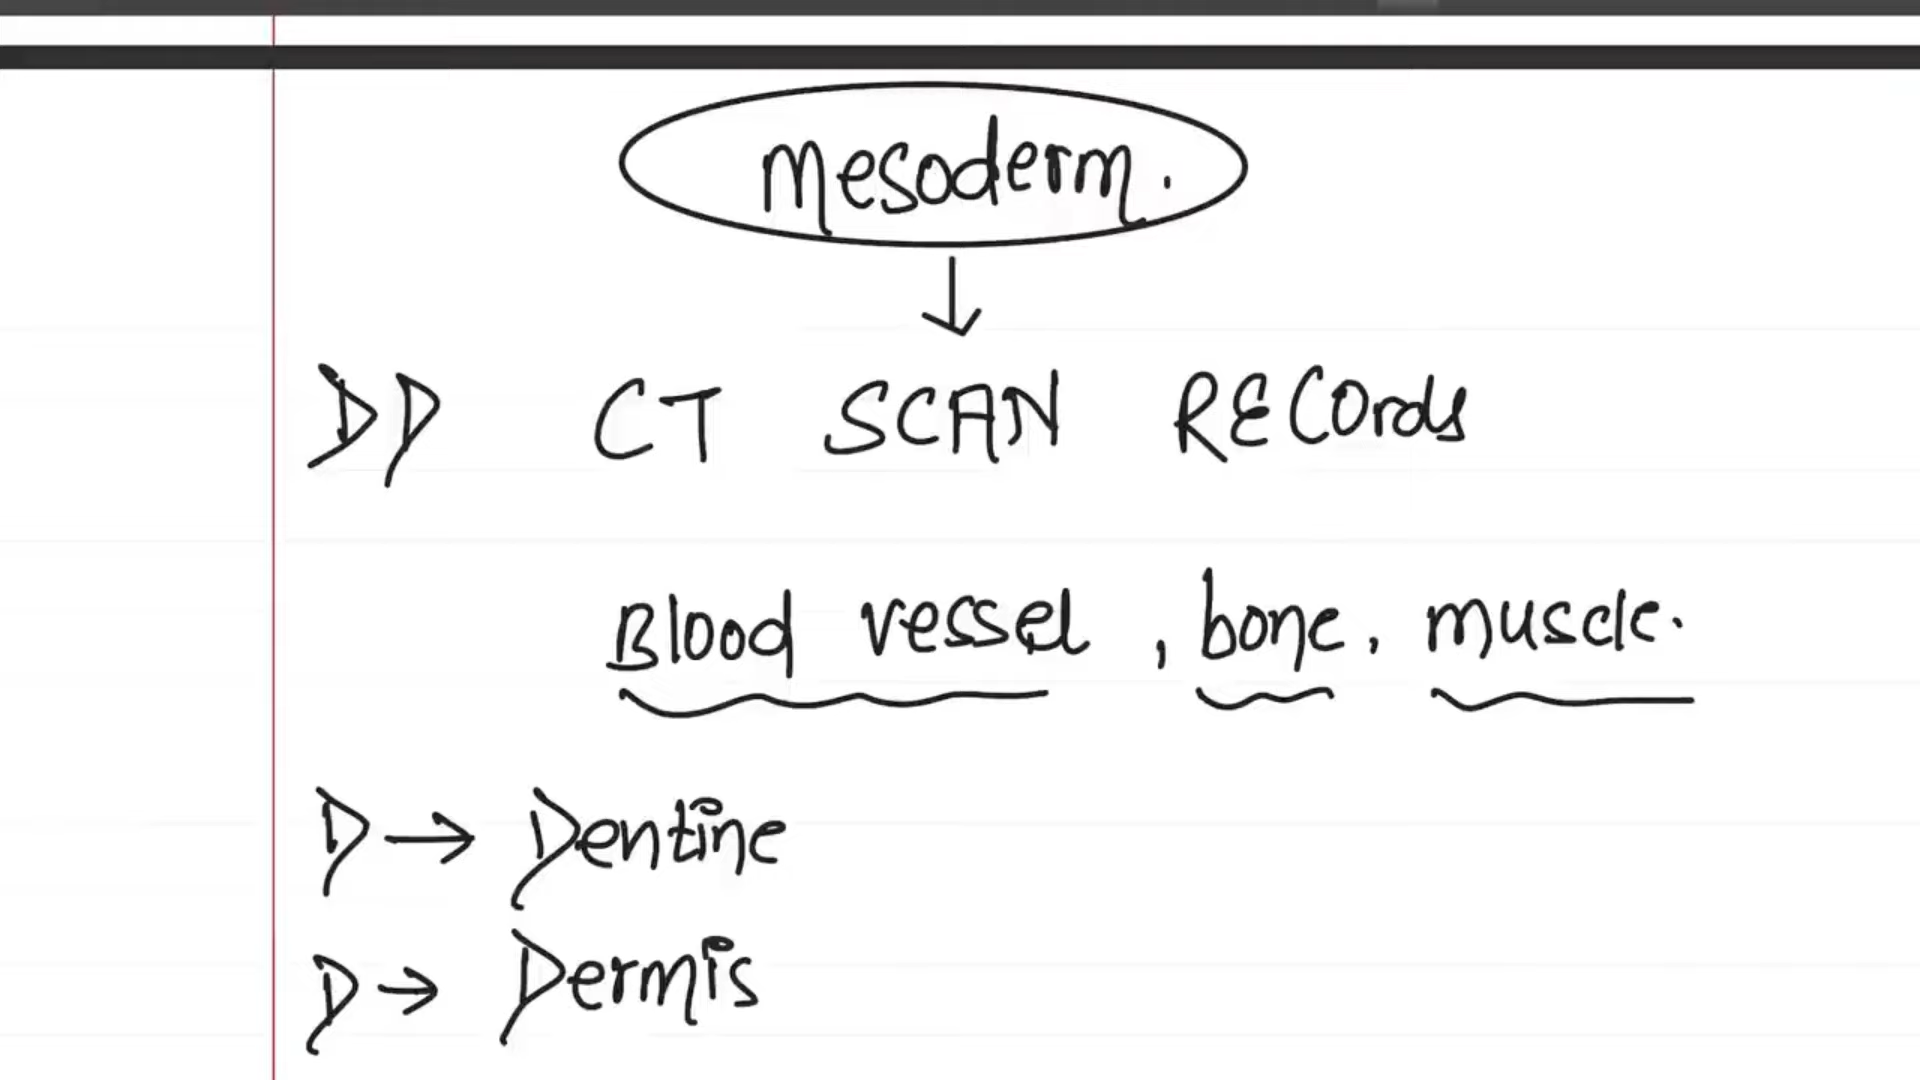 Mesoderm.
↓
DD CT SCAN RECords
Blood vessel, bone, muscle.
D → Dentine
D → Dermis